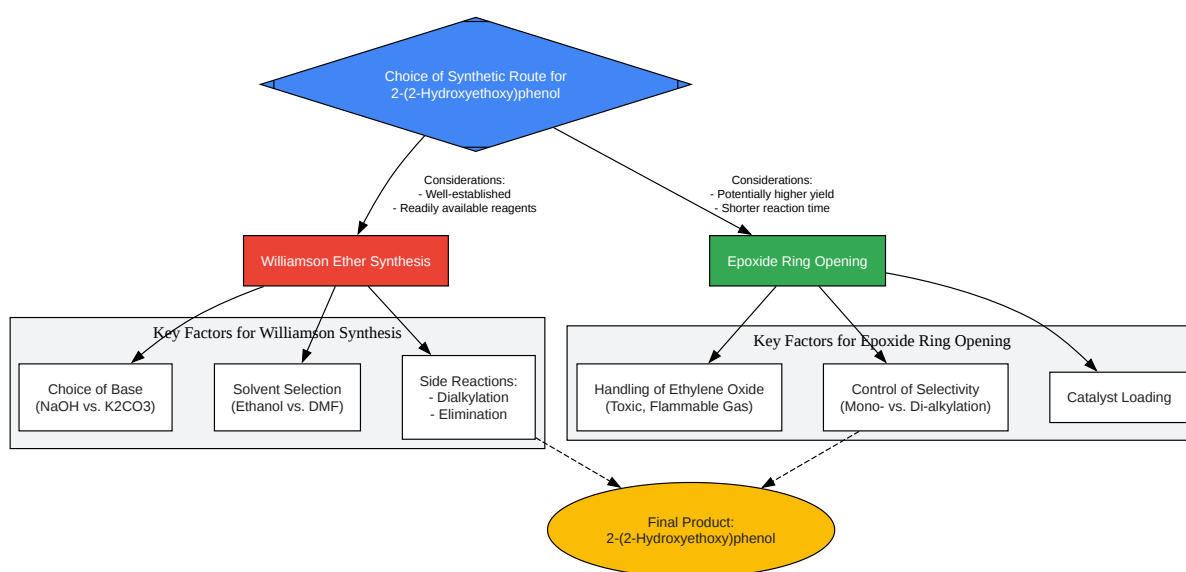 Choice of Synthetic Route for
2-(2-Hydroxyethoxy)phenol
Considerations:
- Well-established
- Readily available reagents
Considerations:
- Potentially higher yield
- Shorter reaction time
Williamson Ether Synthesis
Epoxide Ring Opening
Key Factors for Williamson Synthesis
Choice of Base
(NaOH vs. K2CO3)
Solvent Selection
(Ethanol vs. DMF)
Side Reactions:
- Dialkylation
- Elimination
Key Factors for Epoxide Ring Opening
Handling of Ethylene Oxide
(Toxic, Flammable Gas)
Control of Selectivity
(Mono- vs. Di-alkylation)
Catalyst Loading
Final Product:
2-(2-Hydroxyethoxy)phenol